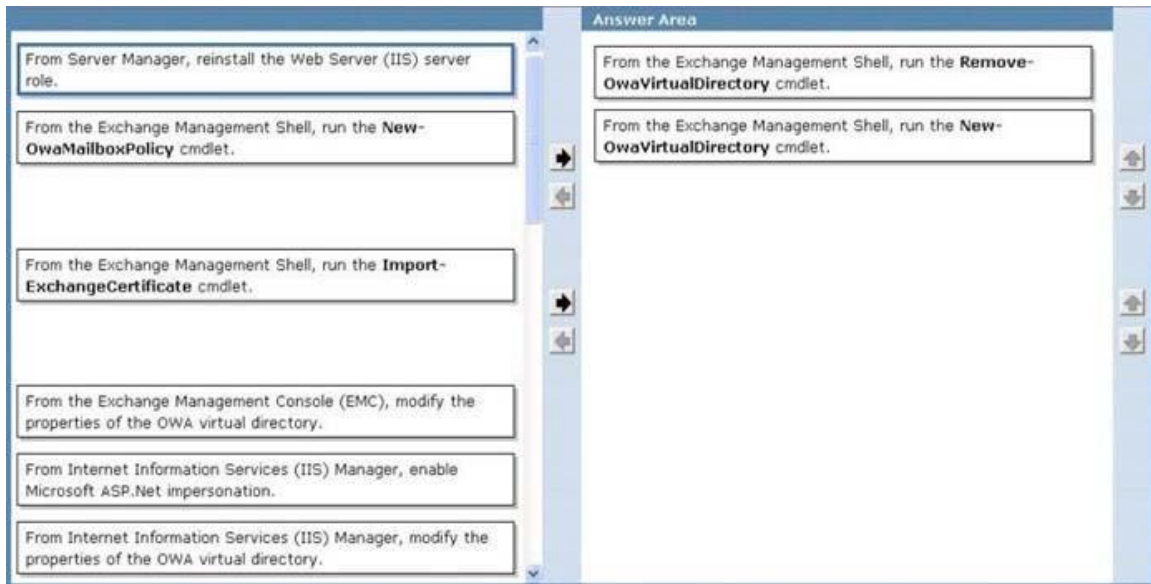 From Server Manager, reinstall the Web Server (IIS) server
role.
From the Exchange Management Shell, run the New-
OwaMailboxPolicy cmdlet.
From the Exchange Management Shell, run the Import-
ExchangeCertificate cmdlet.
From the Exchange Management Console (EMC), modify the
properties of the OWA virtual directory.
From Internet Information Services (IIS) Manager, enable
Microsoft ASP.Net impersonation.
From Internet Information Services (IIS) Manager, modify the
properties of the OWA virtual directory.
Answer Area
From the Exchange Management Shell, run the Remove-
OwaVirtualDirectory cmdlet.
From the Exchange Management Shell, run the New-
OwaVirtualDirectory cmdlet.